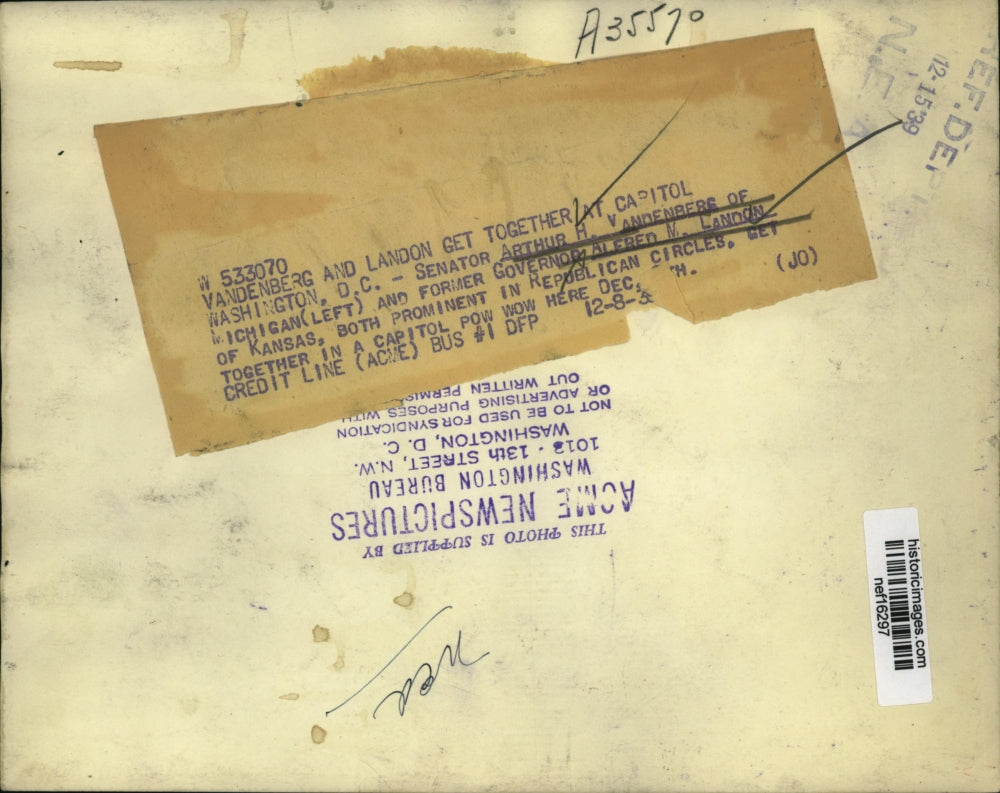 A35570
REF. DEPT
12-15-39
N.E.A
W 533070
VANDENBERG AND LANDON GET TOGETHER AT CAPITOL
WASHINGTON, D.C. - SENATOR ARTHUR H. VANDENBERG OF
MICHIGAN(LEFT) AND FORMER GOVERNOR ALFRED M. LANDON
OF KANSAS, BOTH PROMINENT IN REPUBLICAN CIRCLES, GET
TOGETHER IN A CAPITOL POW WOW HERE DEC. TH.
CREDIT LINE (ACME) BUS #1 DFP 12-8-3 (JO)
THIS PHOTO IS SUPPLIED BY
ACME NEWSPICTURES
WASHINGTON BUREAU
1013 - 13th STREET, N.W.
WASHINGTON, D. C.
NOT TO BE USED FOR SYNDICATION
OR ADVERTISING PURPOSES WITH
OUT WRITTEN PERMIS
nea
historicimages.com
nef16297